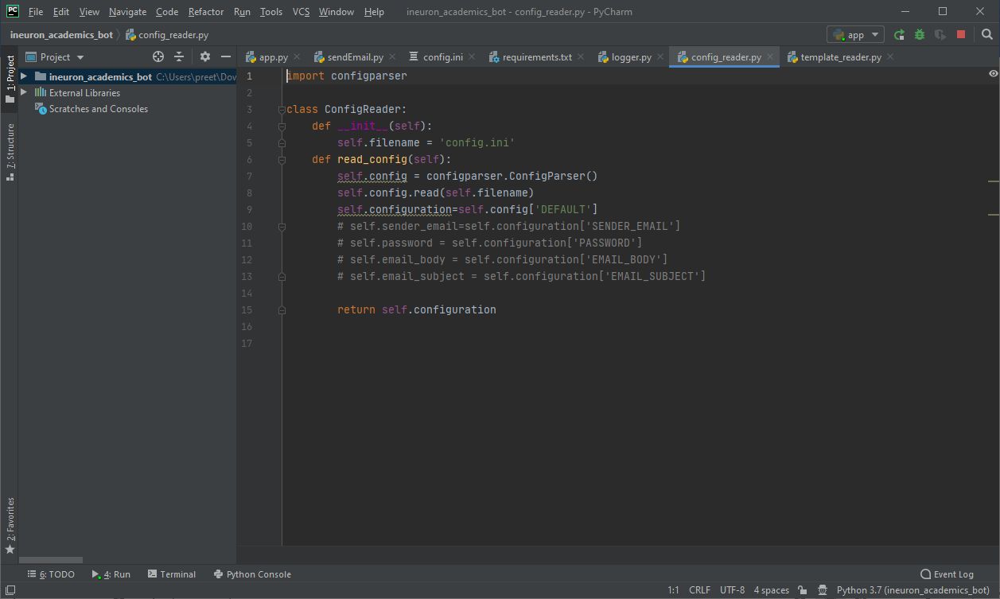 PC File Edit View Navigate Code Refactor Run Tools VCS Window Help ineuron_academics_bot - config_reader.py - PyCharm
ineuron_academics_bot config_reader.py app
1: Project
Project
app.py sendEmail.py config.ini requirements.txt logger.py config_reader.py template_reader.py
ineuron_academics_bot C:\Users\preet\Dov
External Libraries
Scratches and Consoles
7: Structure
2: Favorites
1 import configparser
2
3 class ConfigReader:
4     def __init__(self):
5         self.filename = 'config.ini'
6     def read_config(self):
7         self.config = configparser.ConfigParser()
8         self.config.read(self.filename)
9         self.configuration=self.config['DEFAULT']
10         # self.sender_email=self.configuration['SENDER_EMAIL']
11         # self.password = self.configuration['PASSWORD']
12         # self.email_body = self.configuration['EMAIL_BODY']
13         # self.email_subject = self.configuration['EMAIL_SUBJECT']
14
15         return self.configuration
16
17
6: TODO 4: Run Terminal Python Console Event Log
1:1 CRLF UTF-8 4 spaces Python 3.7 (ineuron_academics_bot)